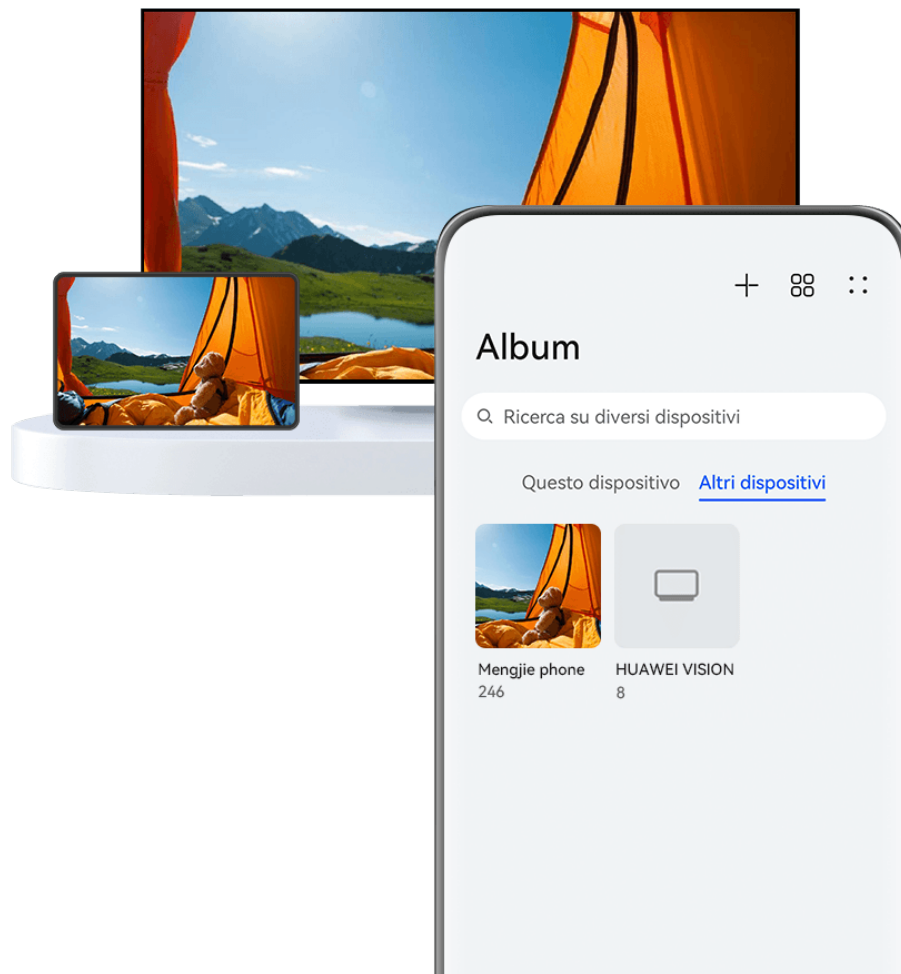 Album
Ricerca su diversi dispositivi
Questo dispositivo Altri dispositivi
Mengjie phone HUAWEI VISION
246 8